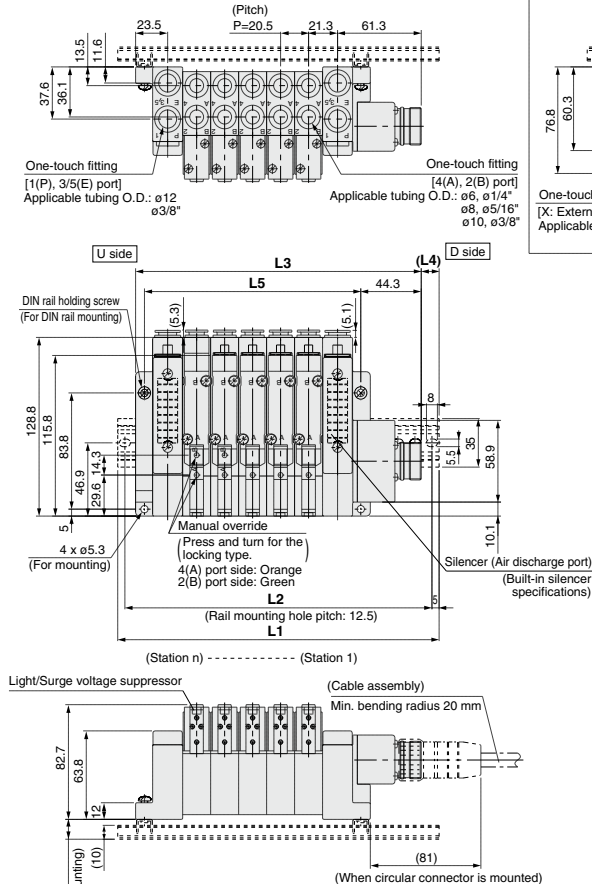 (Pitch)
23.5
P=20.5
21.3
61.3
13.5
11.6
37.6
36.1
76.8
60.3
One-touch fitting
[1(P), 3/5(E) port]
Applicable tubing O.D.: ø12
ø3/8"
One-touch fitting
[4(A), 2(B) port]
Applicable tubing O.D.: ø6, ø1/4"
ø8, ø5/16"
ø10, ø3/8"
One-touch
[X: Extern
Applicable
U side
D side
L3
(L4)
L5
44.3
DIN rail holding screw
(For DIN rail mounting)
(5.3)
(5.1)
128.8
115.8
83.8
46.9
14.3
29.6
5
8
5.5
35
58.9
10.1
4 x ø5.3
(For mounting)
Manual override
(Press and turn for the
locking type.)
4(A) port side: Orange
2(B) port side: Green
Silencer (Air discharge port)
(Built-in silencer
specifications)
L2
5
(Rail mounting hole pitch: 12.5)
L1
(Station n) ------------ (Station 1)
Light/Surge voltage suppressor
(Cable assembly)
Min. bending radius 20 mm
82.7
63.8
12
(10)
unting)
(81)
(When circular connector is mounted)